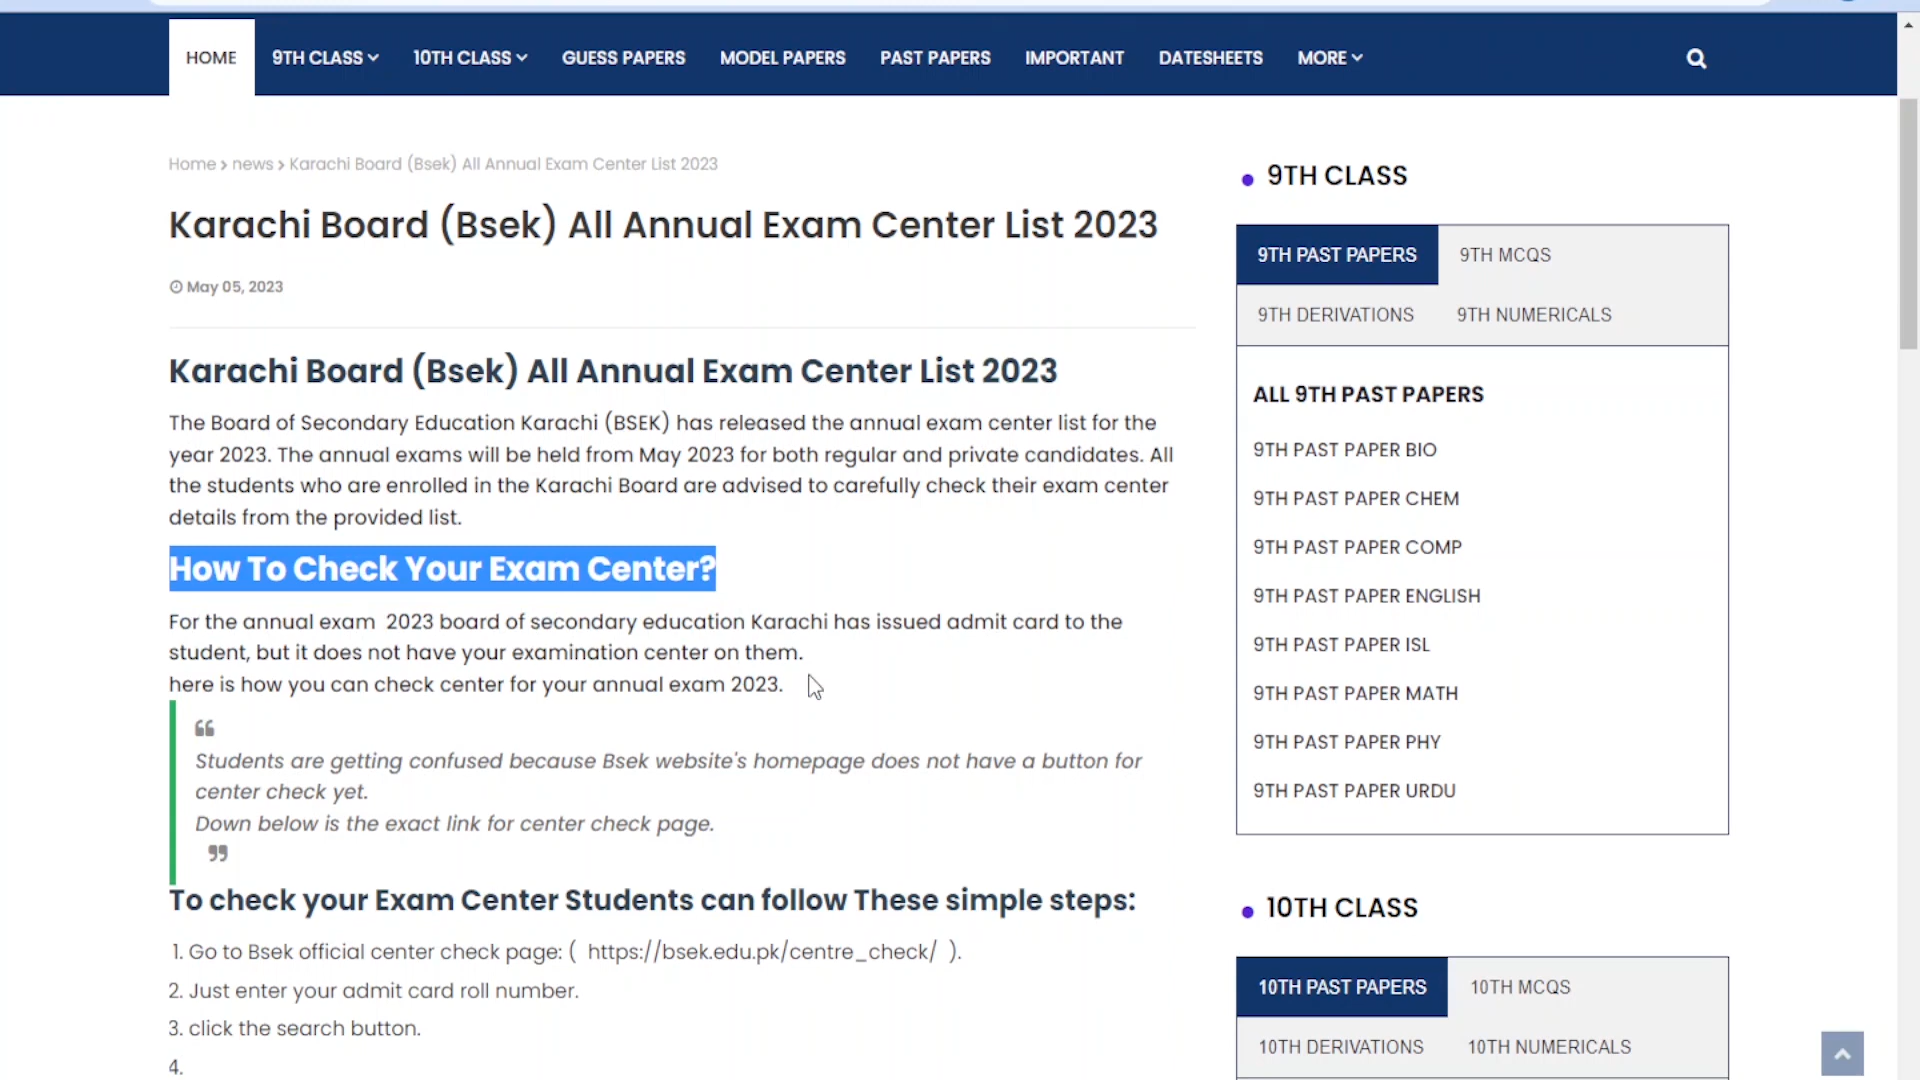 HOME 9TH CLASS 10TH CLASS GUESS PAPERS MODEL PAPERS PAST PAPERS IMPORTANT DATESHEETS MORE
Home > news > Karachi Board (Bsek) All Annual Exam Center List 2023
Karachi Board (Bsek) All Annual Exam Center List 2023
May 05, 2023
Karachi Board (Bsek) All Annual Exam Center List 2023
The Board of Secondary Education Karachi (BSEK) has released the annual exam center list for the
year 2023. The annual exams will be held from May 2023 for both regular and private candidates. All
the students who are enrolled in the Karachi Board are advised to carefully check their exam center
details from the provided list.
How To Check Your Exam Center?
For the annual exam  2023 board of secondary education Karachi has issued admit card to the
student, but it does not have your examination center on them.
here is how you can check center for your annual exam 2023.
“
Students are getting confused because Bsek website's homepage does not have a button for
center check yet.
Down below is the exact link for center check page.
”
To check your Exam Center Students can follow These simple steps:
1. Go to Bsek official center check page: (  https://bsek.edu.pk/centre_check/  ).
2. Just enter your admit card roll number.
3. click the search button.
4.
• 9TH CLASS
9TH PAST PAPERS 9TH MCQS
9TH DERIVATIONS 9TH NUMERICALS
ALL 9TH PAST PAPERS
9TH PAST PAPER BIO
9TH PAST PAPER CHEM
9TH PAST PAPER COMP
9TH PAST PAPER ENGLISH
9TH PAST PAPER ISL
9TH PAST PAPER MATH
9TH PAST PAPER PHY
9TH PAST PAPER URDU
• 10TH CLASS
10TH PAST PAPERS 10TH MCQS
10TH DERIVATIONS 10TH NUMERICALS